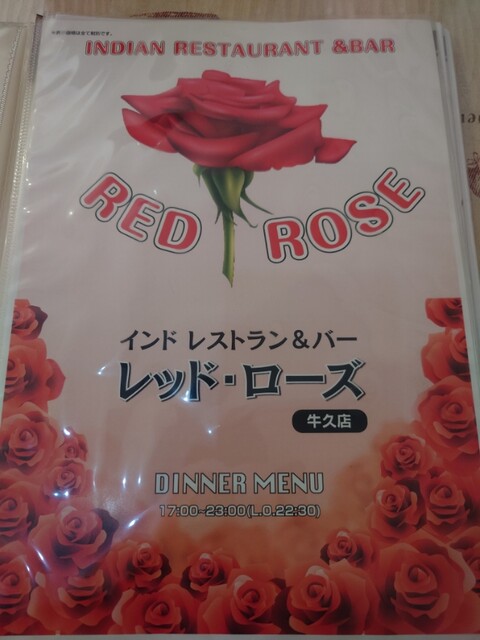 INDIAN RESTAURANT &BAR
RED ROSE
インド レストラン&バー
レッド・ローズ
牛久店
DINNER MENU
17:00~23:00(L.O.22:30)